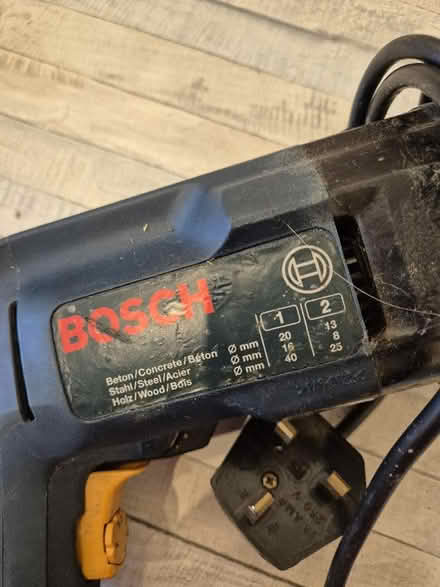 BOSCH
1 2
Beton/Concrete/Béton Ø mm 20 13
Stahl/Steel/Acier Ø mm 16 8
Holz/Wood/Bois Ø mm 40 25